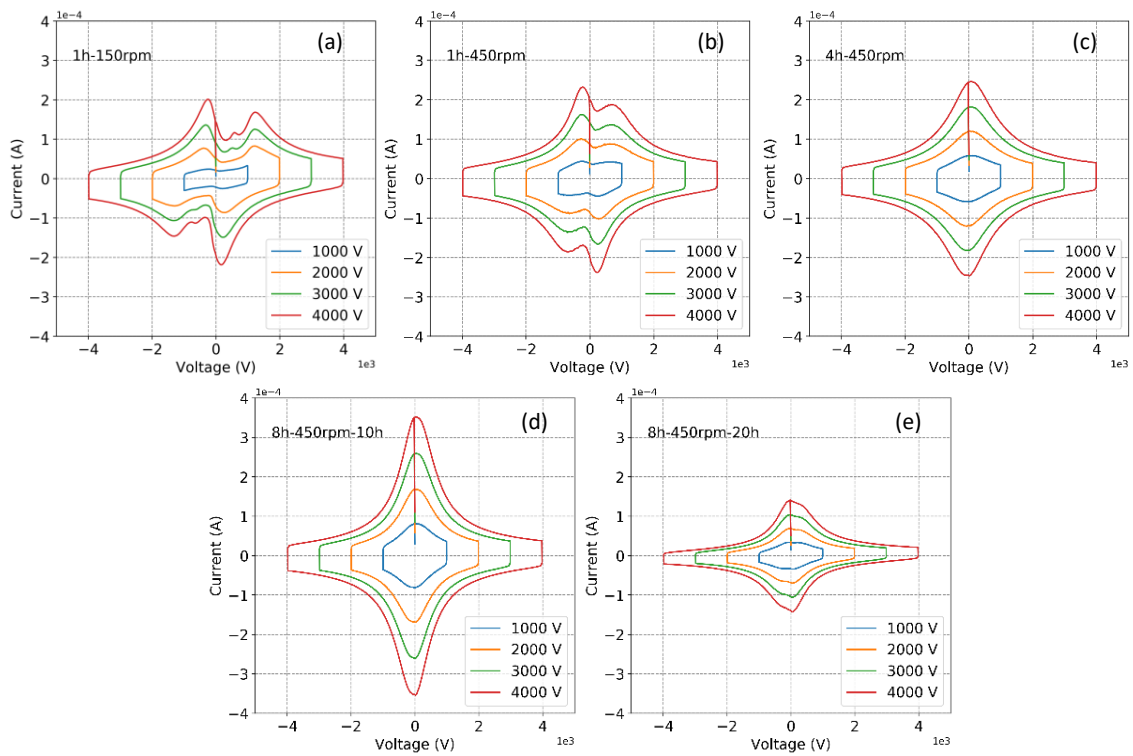 1e−4
1h-150rpm
(a)
Current (A)
4
3
2
1
0
−1
−2
−3
−4
1000 V
2000 V
3000 V
4000 V
−4 −2 0 2 4
Voltage (V)
1e3
1e−4
1h-450rpm
(b)
Current (A)
4
3
2
1
0
−1
−2
−3
−4
1000 V
2000 V
3000 V
4000 V
−4 −2 0 2 4
Voltage (V)
1e3
1e−4
4h-450rpm
(c)
Current (A)
4
3
2
1
0
−1
−2
−3
−4
1000 V
2000 V
3000 V
4000 V
−4 −2 0 2 4
Voltage (V)
1e3
1e−4
8h-450rpm-10h
(d)
Current (A)
4
3
2
1
0
−1
−2
−3
−4
1000 V
2000 V
3000 V
4000 V
−4 −2 0 2 4
Voltage (V)
1e3
1e−4
8h-450rpm-20h
(e)
Current (A)
4
3
2
1
0
−1
−2
−3
−4
1000 V
2000 V
3000 V
4000 V
−4 −2 0 2 4
Voltage (V)
1e3